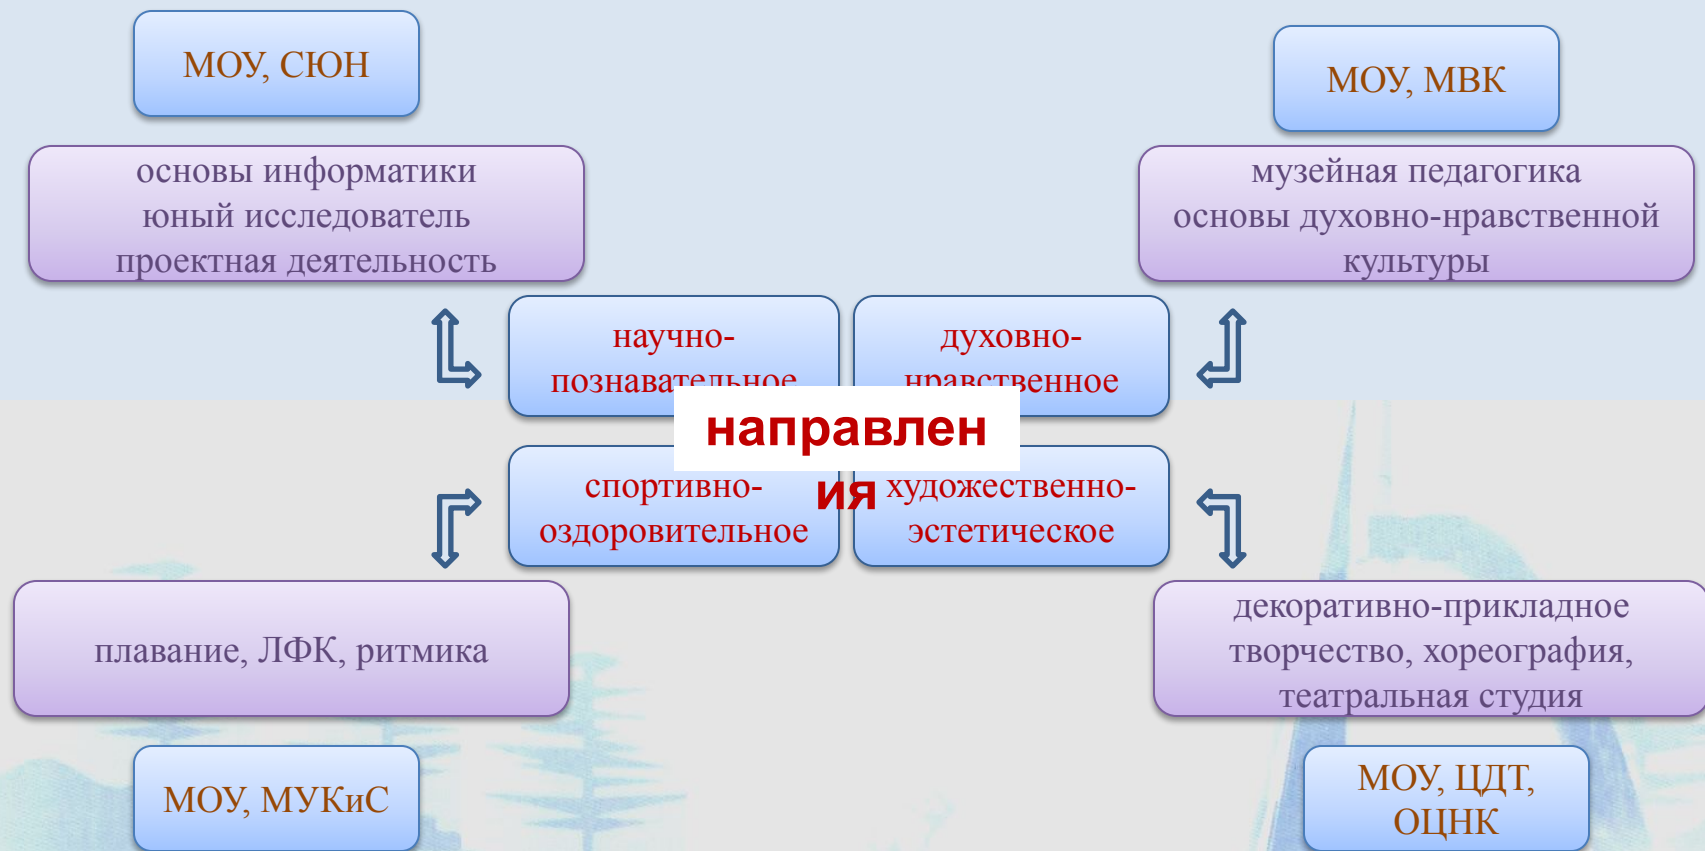 МОУ, СЮН
МОУ, МВК
основы информатики
юный исследователь
проектная деятельность
музейная педагогика
основы духовно-нравственной
культуры
научно-
познавательное
духовно-
нравственное
направлен
ия
спортивно-
оздоровительное
художественно-
эстетическое
плавание, ЛФК, ритмика
декоративно-прикладное
творчество, хореография,
театральная студия
МОУ, МУКиС
МОУ, ЦДТ,
ОЦНК